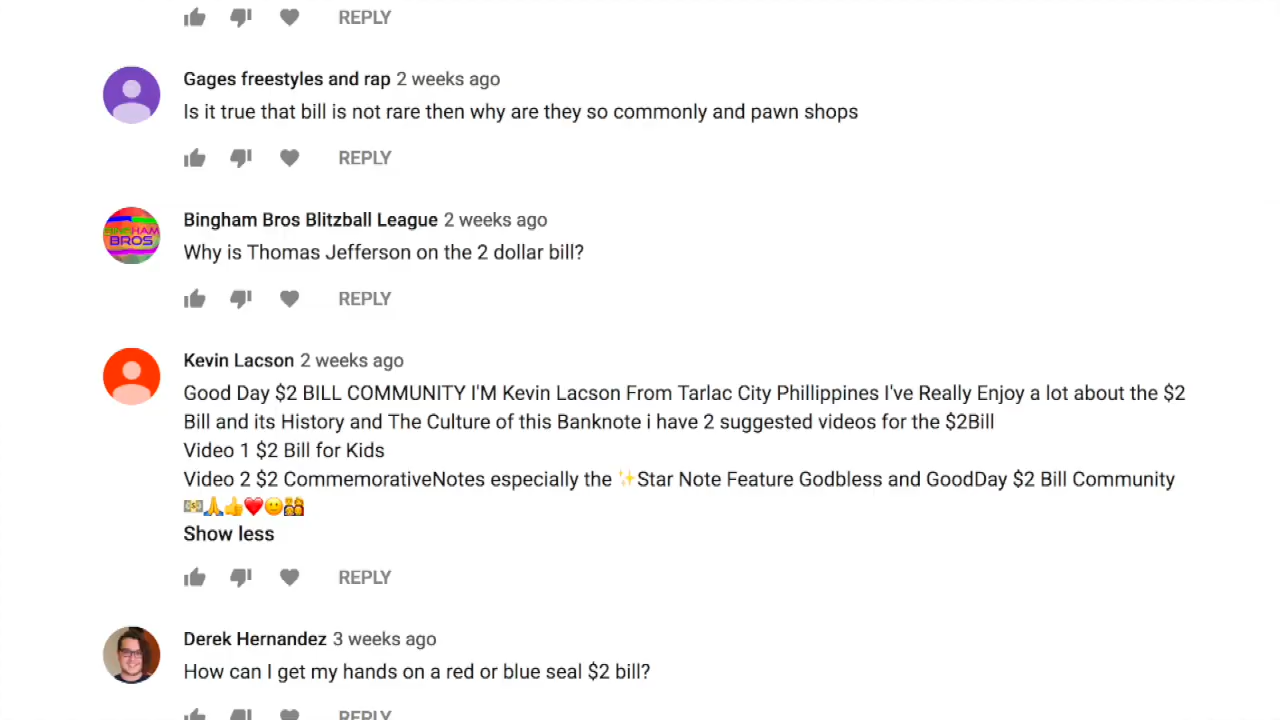 REPLY
Gages freestyles and rap 2 weeks ago
Is it true that bill is not rare then why are they so commonly and pawn shops
REPLY
BINGHAM
BROS
Bingham Bros Blitzball League 2 weeks ago
Why is Thomas Jefferson on the 2 dollar bill?
REPLY
Kevin Lacson 2 weeks ago
Good Day $2 BILL COMMUNITY I'M Kevin Lacson From Tarlac City Phillippines I've Really Enjoy a lot about the $2
Bill and its History and The Culture of this Banknote i have 2 suggested videos for the $2Bill
Video 1 $2 Bill for Kids
Video 2 $2 CommemorativeNotes especially the ✨Star Note Feature Godbless and GoodDay $2 Bill Community
Show less
REPLY
Derek Hernandez 3 weeks ago
How can I get my hands on a red or blue seal $2 bill?
REPLY